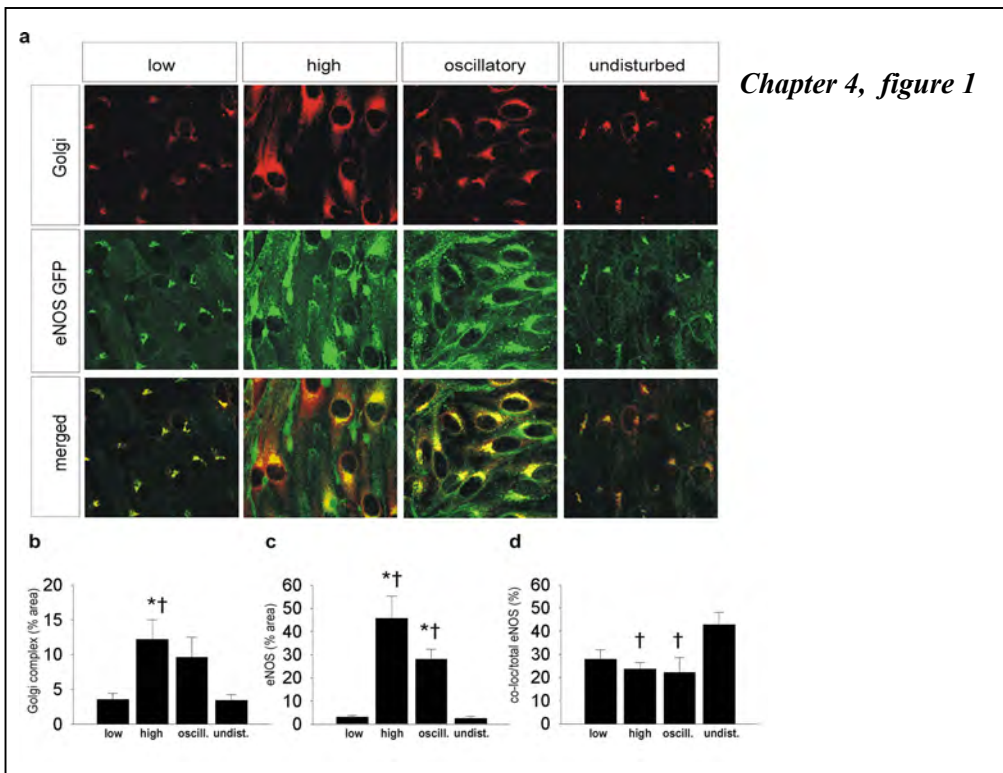 a
low high oscillatory undisturbed
Chapter 4, figure 1
Golgi
eNOS GFP
merged
b
Golgi complex (% area)
20
15
10
5
0
*†
low high oscill. undist.
c
eNOS (% area)
60
50
40
30
20
10
0
*†
*†
low high oscill. undist.
d
co-loc/total eNOS (%)
60
50
40
30
20
10
0
† †
low high oscill. undist.